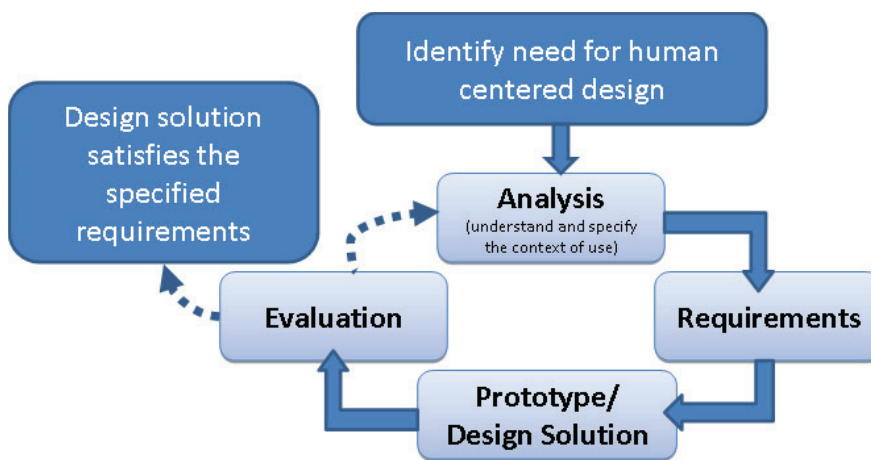 Identify need for human
centered design
Design solution
satisfies the
specified
requirements
Analysis
(understand and specify
the context of use)
Evaluation
Requirements
Prototype/
Design Solution